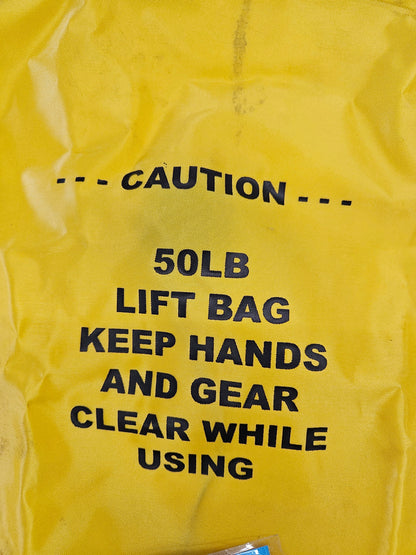 --- CAUTION ---
50LB
LIFT BAG
KEEP HANDS
AND GEAR
CLEAR WHILE
USING